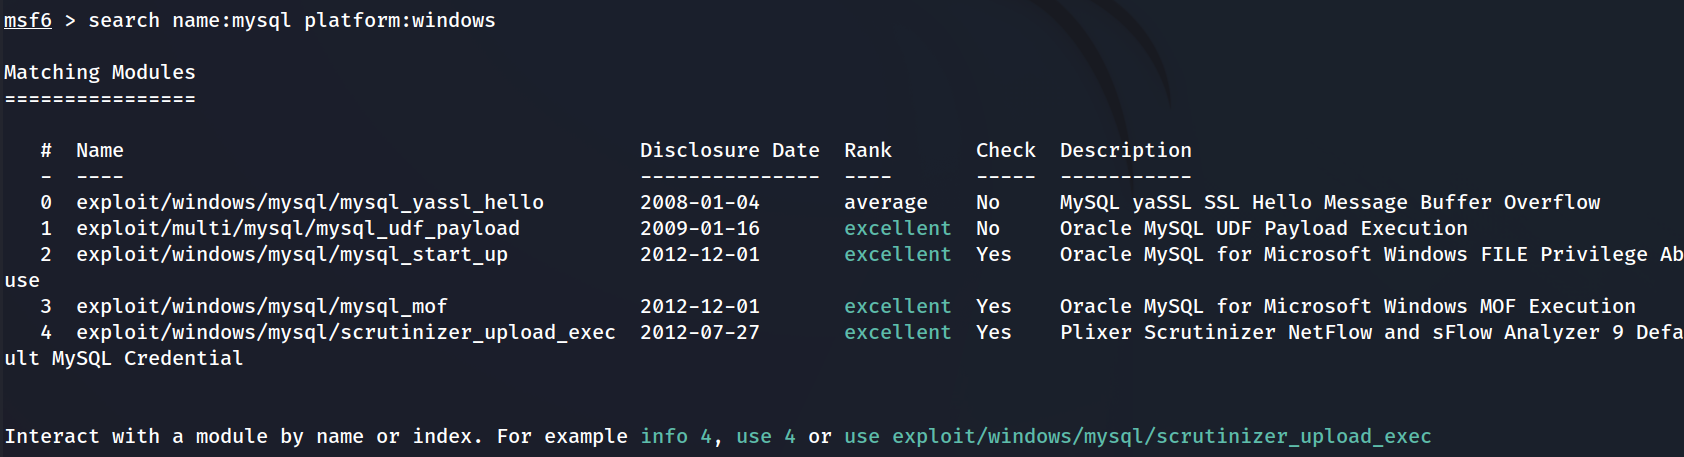 msf6 > search name:mysql platform:windows
Matching Modules
================
# Name Disclosure Date Rank Check Description
- ---- --------------- ---- ----- -----------
0 exploit/windows/mysql/mysql_yassl_hello 2008-01-04 average No MySQL yaSSL SSL Hello Message Buffer Overflow
1 exploit/multi/mysql/mysql_udf_payload 2009-01-16 excellent No Oracle MySQL UDF Payload Execution
2 exploit/windows/mysql/mysql_start_up 2012-12-01 excellent Yes Oracle MySQL for Microsoft Windows FILE Privilege Ab
use
3 exploit/windows/mysql/mysql_mof 2012-12-01 excellent Yes Oracle MySQL for Microsoft Windows MOF Execution
4 exploit/windows/mysql/scrutinizer_upload_exec 2012-07-27 excellent Yes Plixer Scrutinizer NetFlow and sFlow Analyzer 9 Defa
ult MySQL Credential
Interact with a module by name or index. For example info 4, use 4 or use exploit/windows/mysql/scrutinizer_upload_exec